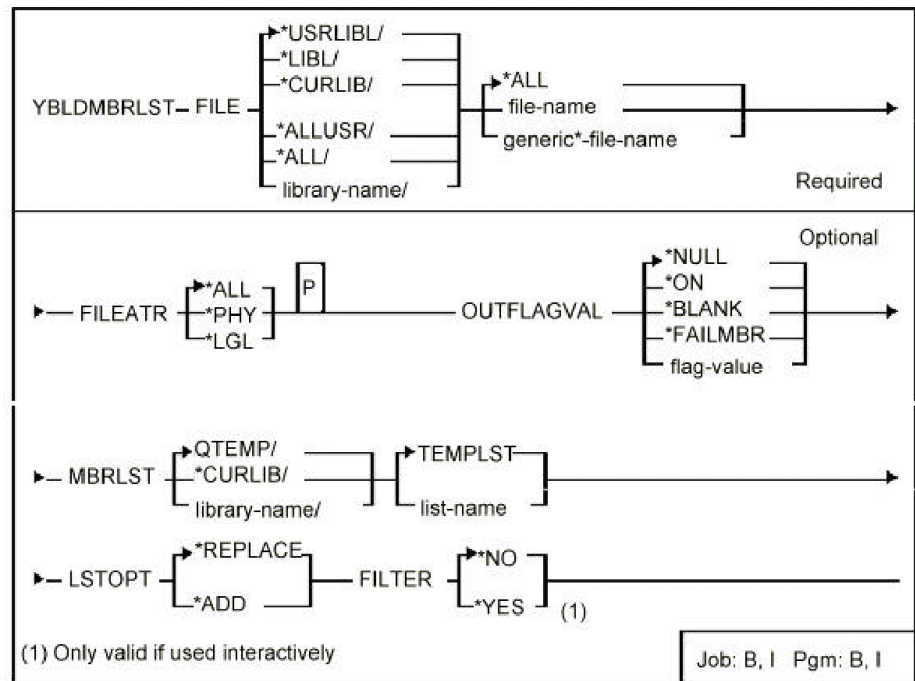 *USRLIBL/
*LIBL/
*CURLIB/
YBLDMBRLST FILE
*ALLUSR/
*ALL/
library-name/
*ALL
file-name
generic*-file-name
Required
Optional
FILEATR
*ALL
*PHY
*LGL
P
OUTFLAGVAL
*NULL
*ON
*BLANK
*FAILMBR
flag-value
MBRLST
QTEMP/
*CURLIB/
library-name/
TEMPLST
list-name
LSTOPT
*REPLACE
*ADD
FILTER
*NO
*YES (1)
(1) Only valid if used interactively
Job: B, I Pgm: B, I